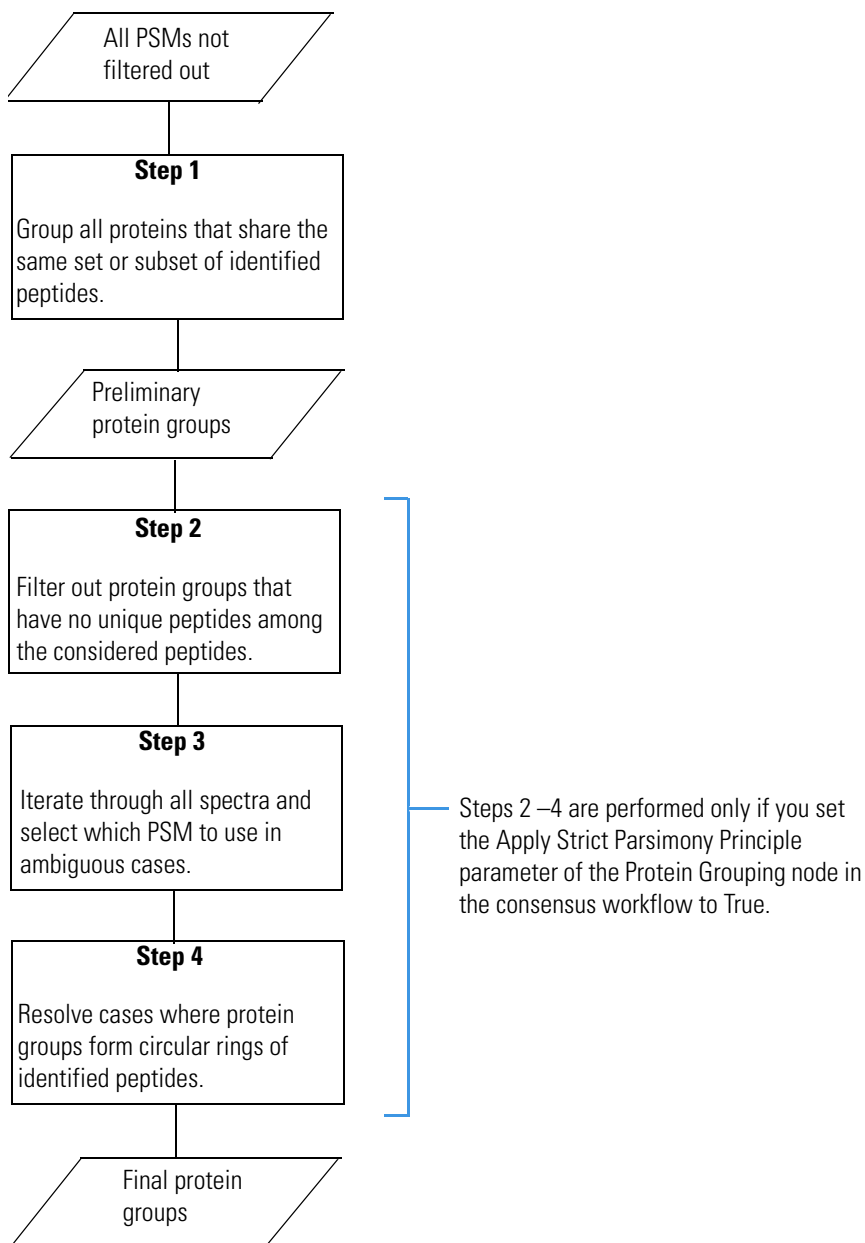 All PSMs not
filtered out
Step 1
Group all proteins that share the
same set or subset of identified
peptides.
Preliminary
protein groups
Step 2
Filter out protein groups that
have no unique peptides among
the considered peptides.
Step 3
Iterate through all spectra and
select which PSM to use in
ambiguous cases.
Steps 2 –4 are performed only if you set
the Apply Strict Parsimony Principle
parameter of the Protein Grouping node in
the consensus workflow to True.
Step 4
Resolve cases where protein
groups form circular rings of
identified peptides.
Final protein
groups